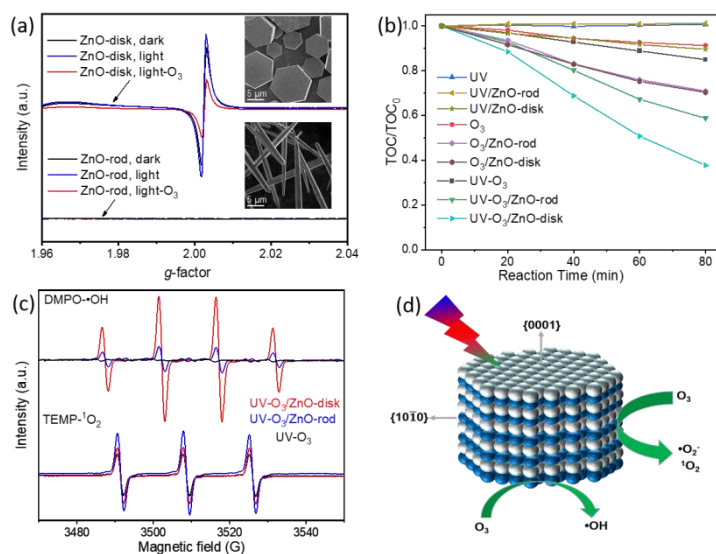 (a)
ZnO-disk, dark
ZnO-disk, light
ZnO-disk, light-O₃
ZnO-rod, dark
ZnO-rod, light
ZnO-rod, light-O₃
5 μm
5 μm
Intensity (a.u.)
1.96 1.98 2.00 2.02 2.04
g-factor
(b)
TOC/TOC₀
1.0
0.8
0.6
0.4
0.2
0.0
UV
UV/ZnO-rod
UV/ZnO-disk
O₃
O₃/ZnO-rod
O₃/ZnO-disk
UV-O₃
UV-O₃/ZnO-rod
UV-O₃/ZnO-disk
0 20 40 60 80
Reaction Time (min)
(c)
DMPO-•OH
UV-O₃/ZnO-disk
UV-O₃/ZnO-rod
UV-O₃
TEMP-¹O₂
Intensity (a.u.)
3480 3510 3540
Magnetic field (G)
(d)
{0001}
{101̄0}
O₃
•O₂⁻
¹O₂
O₃
•OH